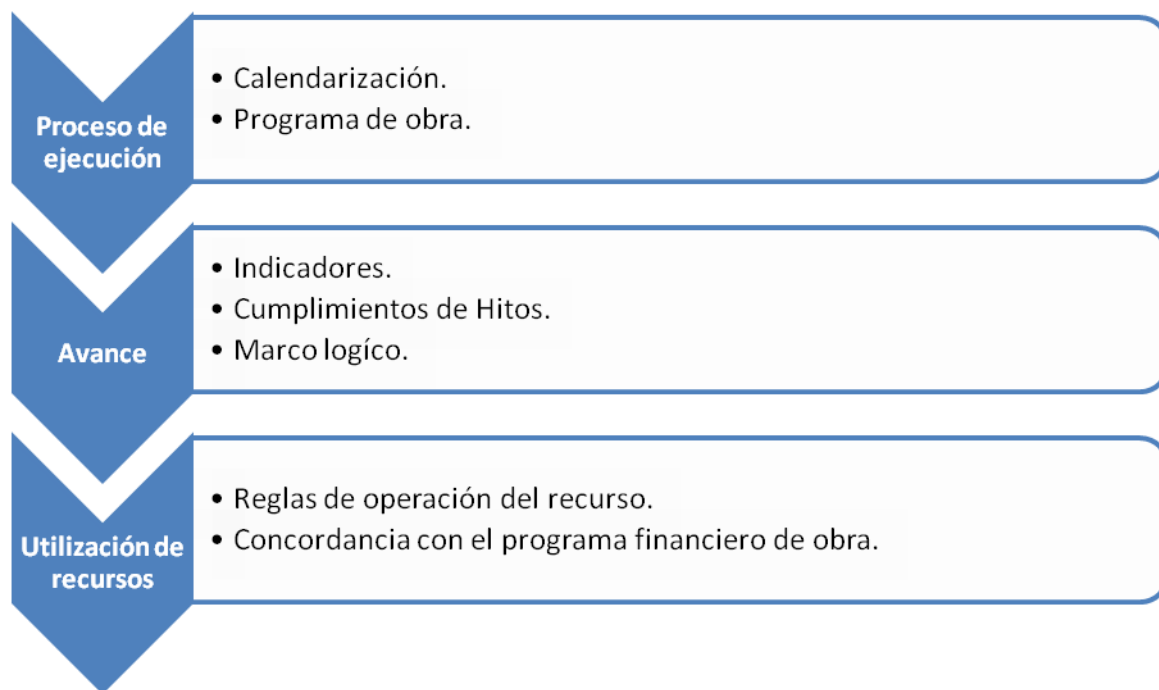 Proceso de
ejecución
• Calendarización.
• Programa de obra.
Avance
• Indicadores.
• Cumplimientos de Hitos.
• Marco logíco.
Utilización de
recursos
• Reglas de operación del recurso.
• Concordancia con el programa financiero de obra.